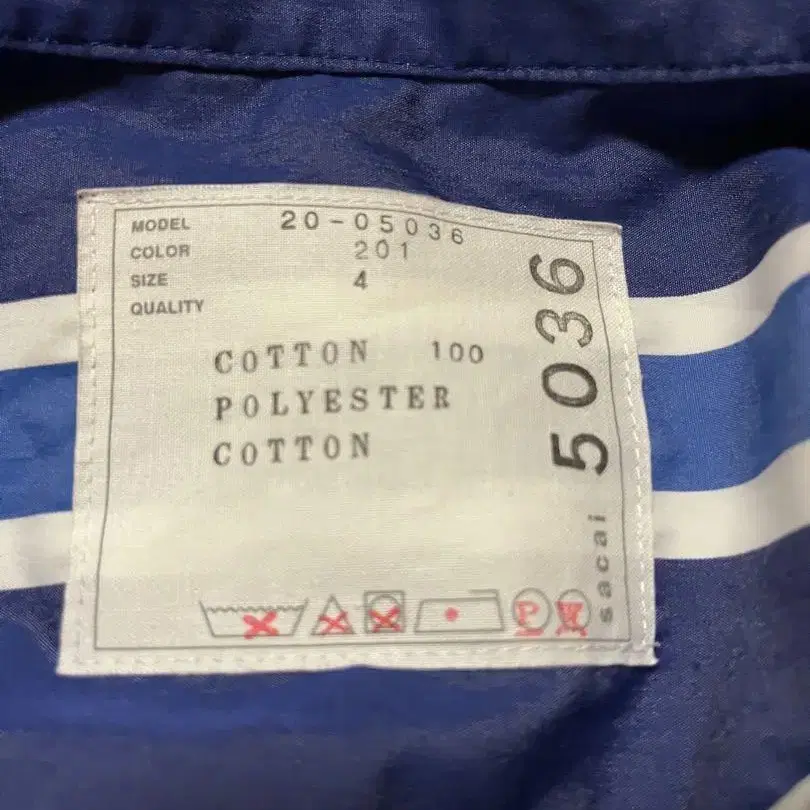 MODEL 20-05036
COLOR 201
SIZE 4
QUALITY
COTTON 100
POLYESTER
COTTON
5036
sacai
P W